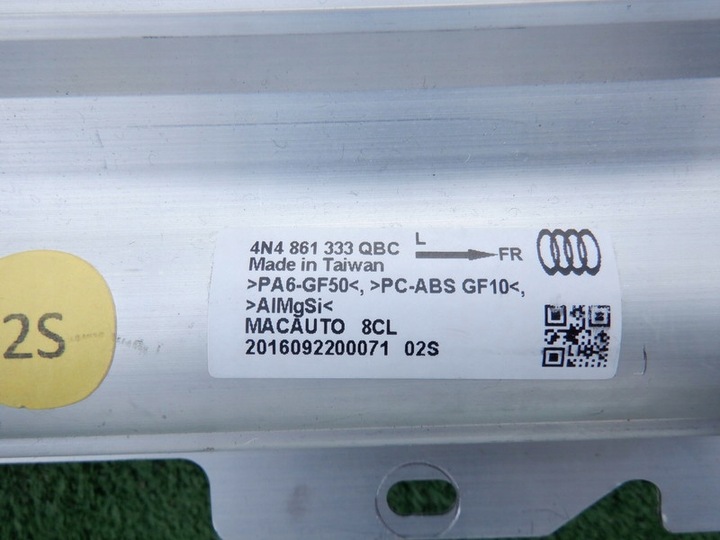 4N4 861 333 QBC L FR
Made in Taiwan
>PA6-GF50<, >PC-ABS GF10<,
>AlMgSi<
MACAUTO 8CL
2016092200071 02S
2S